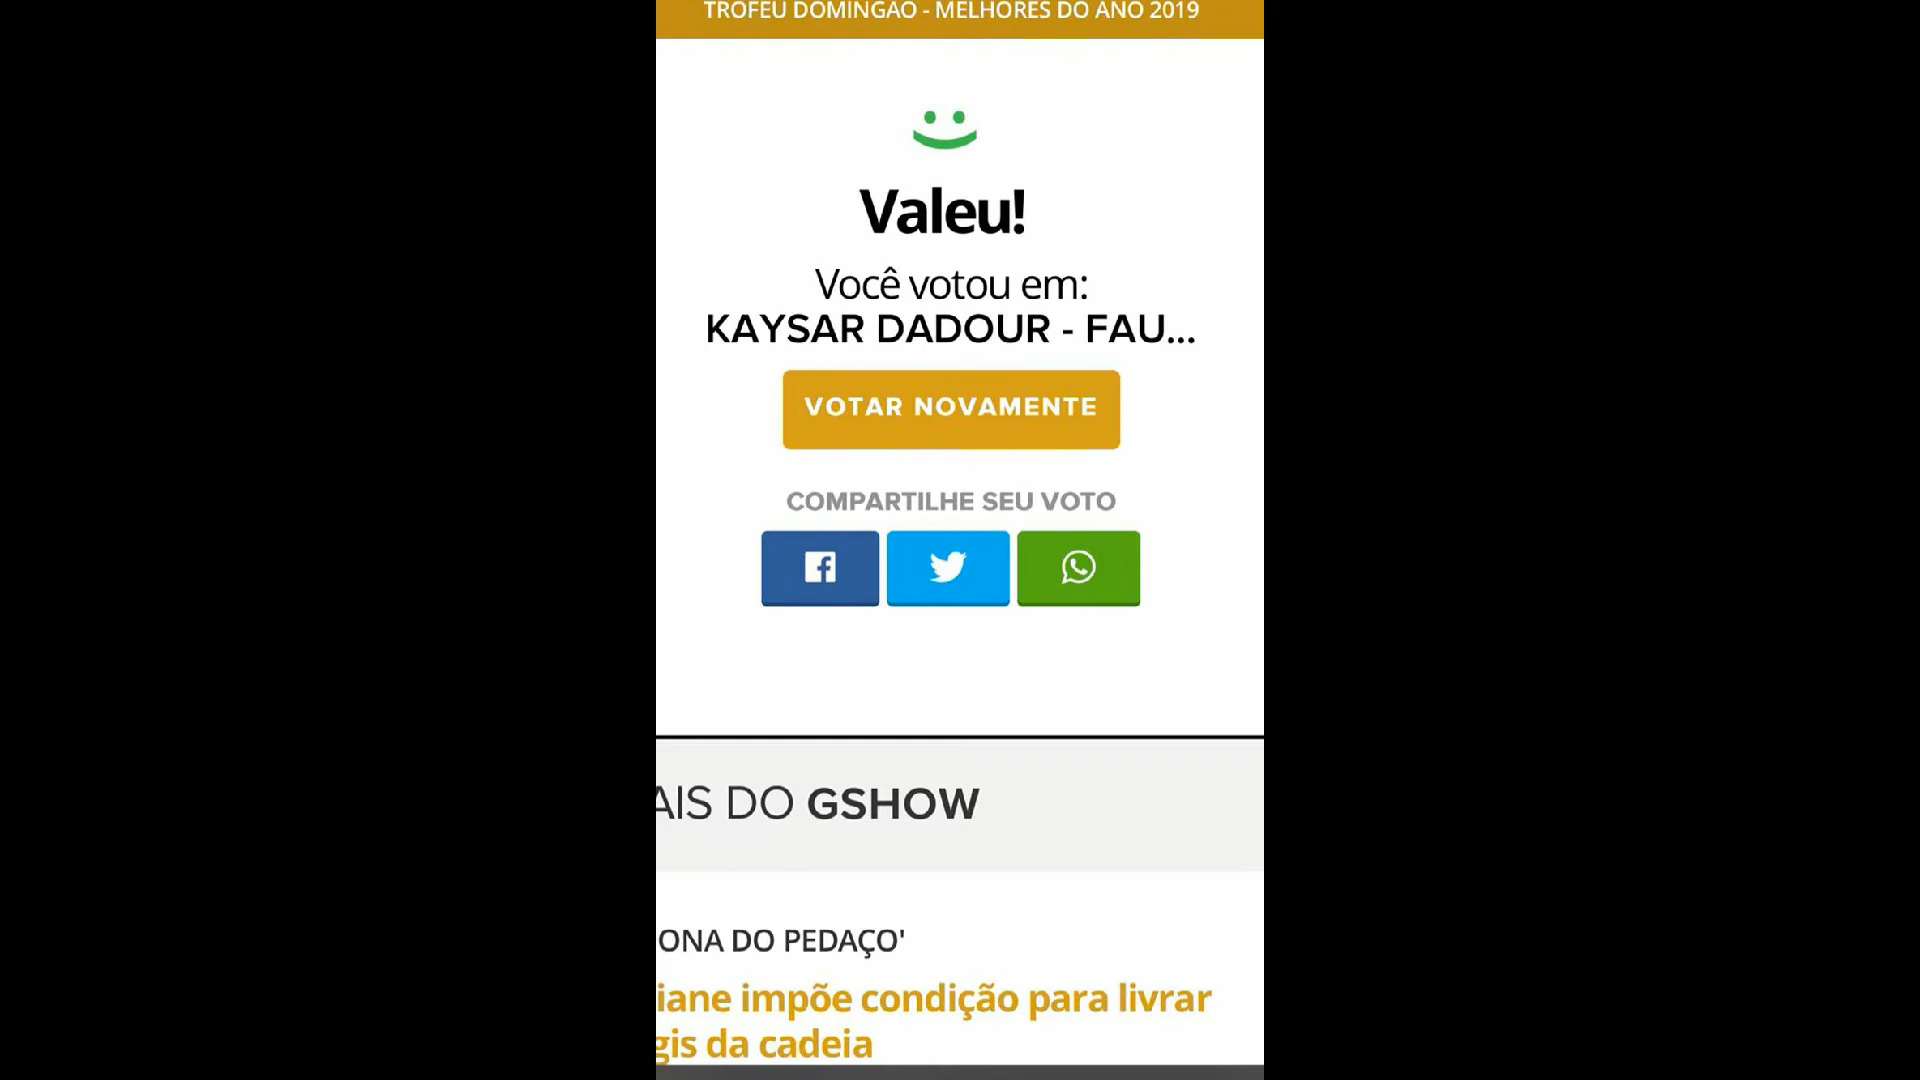 TROFEU DOMINGAO - MELHORES DO ANO 2019
Valeu!
Você votou em:
KAYSAR DADOUR - FAU...
VOTAR NOVAMENTE
COMPARTILHE SEU VOTO
AIS DO GSHOW
ONA DO PEDAÇO'
iane impõe condição para livrar
gis da cadeia